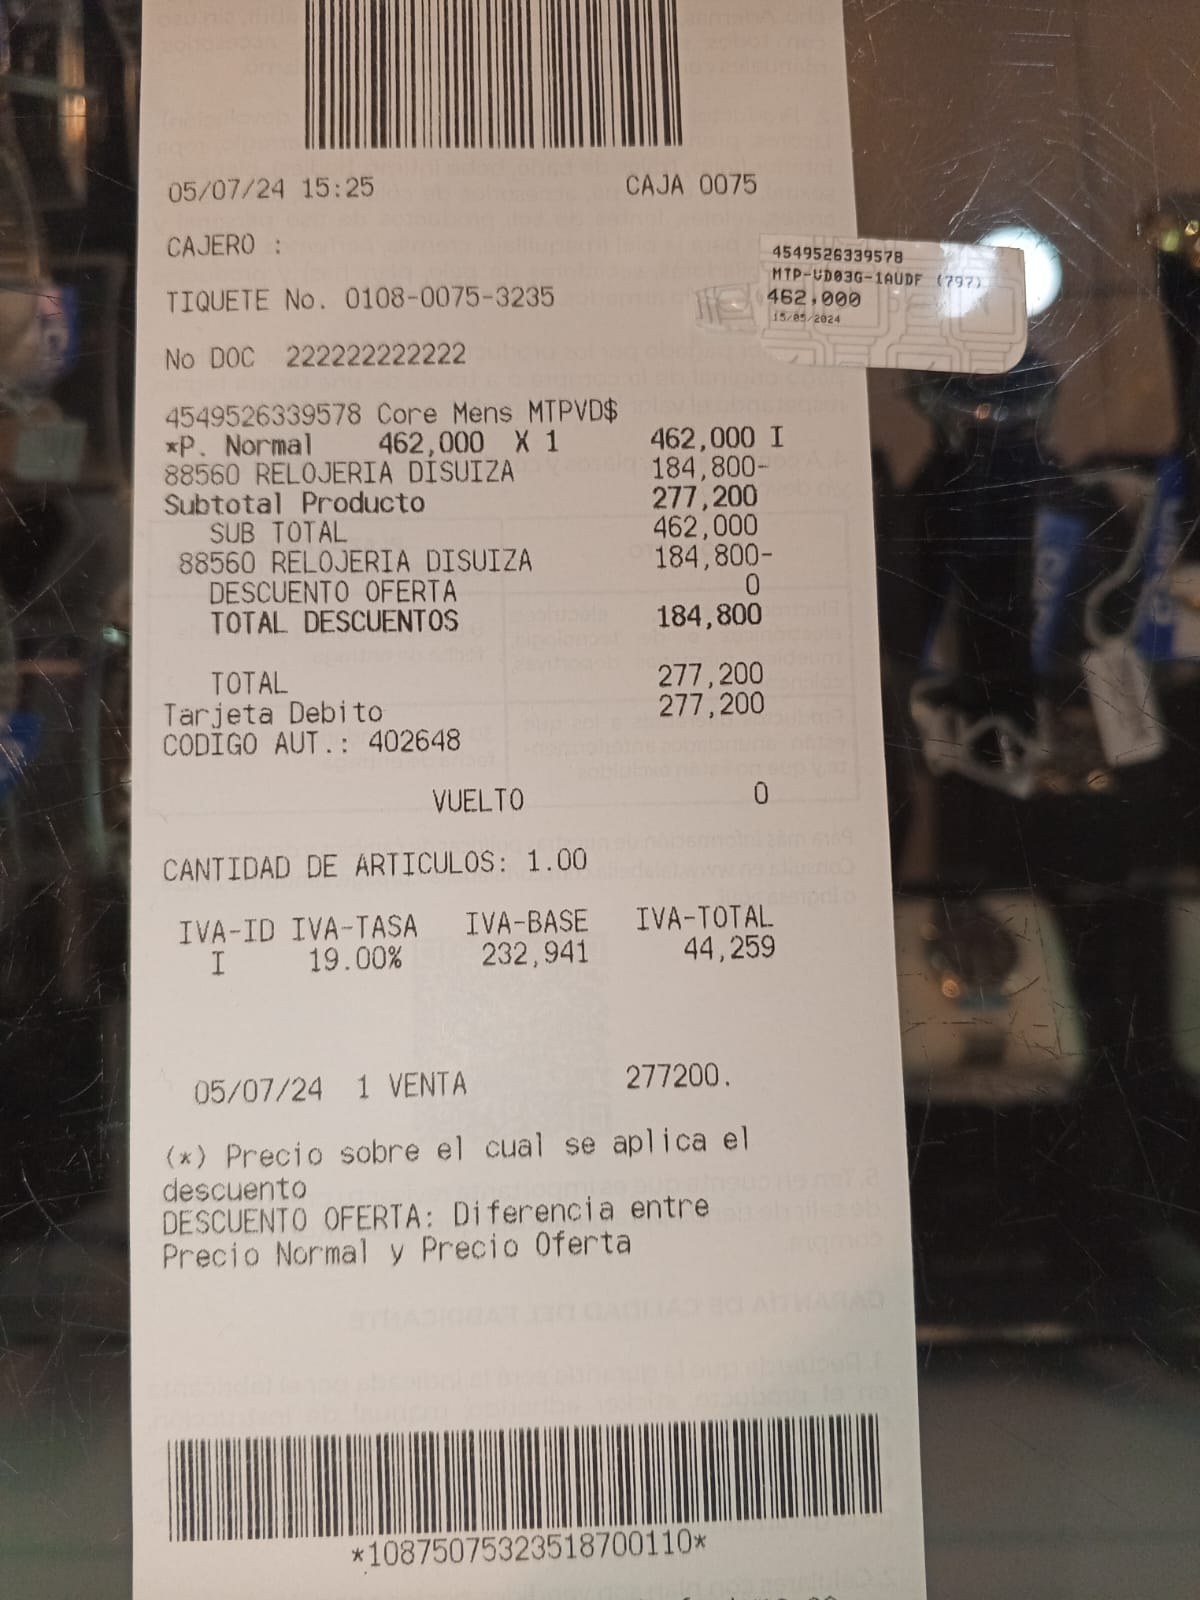 05/07/24 15:25 CAJA 0075
CAJERO :
TIQUETE No. 0108-0075-3235
No DOC 222222222222
4549526339578
MTP-VD03G-1AUDF (797)
462,000
15/05/2024
4549526339578 Core Mens MTPVD$
*P. Normal 462,000 X 1 462,000 I
88560 RELOJERIA DISUIZA 184,800-
Subtotal Producto 277,200
SUB TOTAL 462,000
88560 RELOJERIA DISUIZA 184,800-
DESCUENTO OFERTA 0
TOTAL DESCUENTOS 184,800
TOTAL 277,200
Tarjeta Debito 277,200
CODIGO AUT.: 402648
VUELTO 0
CANTIDAD DE ARTICULOS: 1.00
IVA-ID IVA-TASA IVA-BASE IVA-TOTAL
I 19.00% 232,941 44,259
05/07/24 1 VENTA 277200.
(*) Precio sobre el cual se aplica el
descuento
DESCUENTO OFERTA: Diferencia entre
Precio Normal y Precio Oferta
*10875075323518700110*